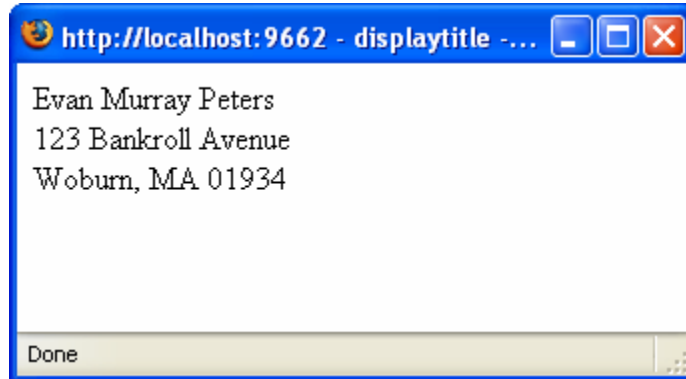 http://localhost:9662 - displaytitle -...
Evan Murray Peters
123 Bankroll Avenue
Woburn, MA 01934
Done